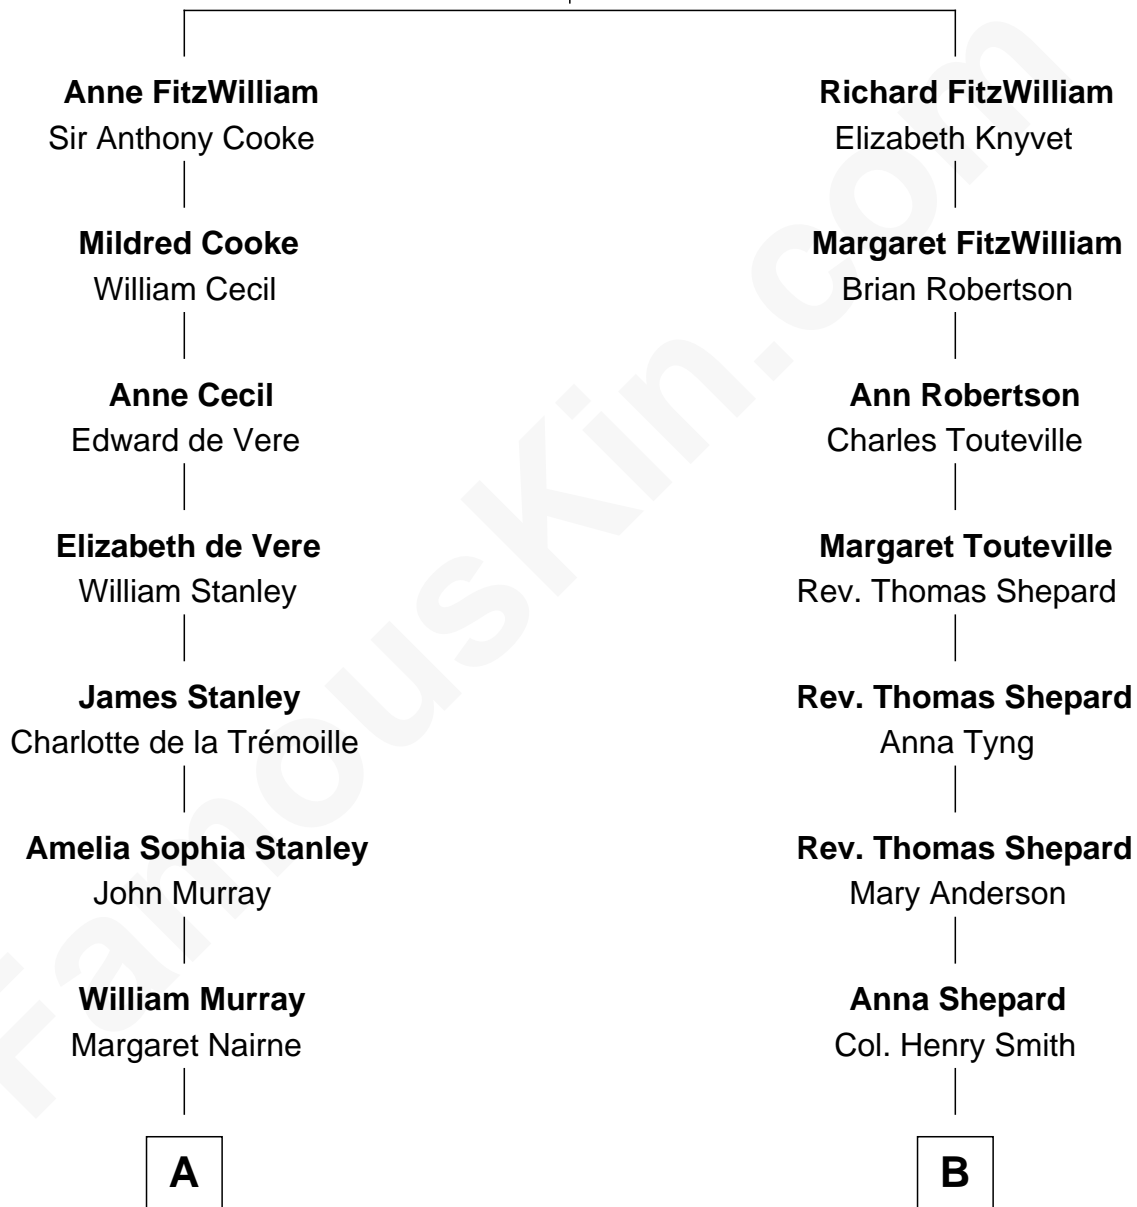 Anne FitzWilliam
Sir Anthony Cooke
Mildred Cooke
William Cecil
Anne Cecil
Edward de Vere
Elizabeth de Vere
William Stanley
James Stanley
Charlotte de la Trémoille
Amelia Sophia Stanley
John Murray
William Murray
Margaret Nairne
A
Richard FitzWilliam
Elizabeth Knyvet
Margaret FitzWilliam
Brian Robertson
Ann Robertson
Charles Touteville
Margaret Touteville
Rev. Thomas Shepard
Rev. Thomas Shepard
Anna Tyng
Rev. Thomas Shepard
Mary Anderson
Anna Shepard
Col. Henry Smith
B
FamousKin.com